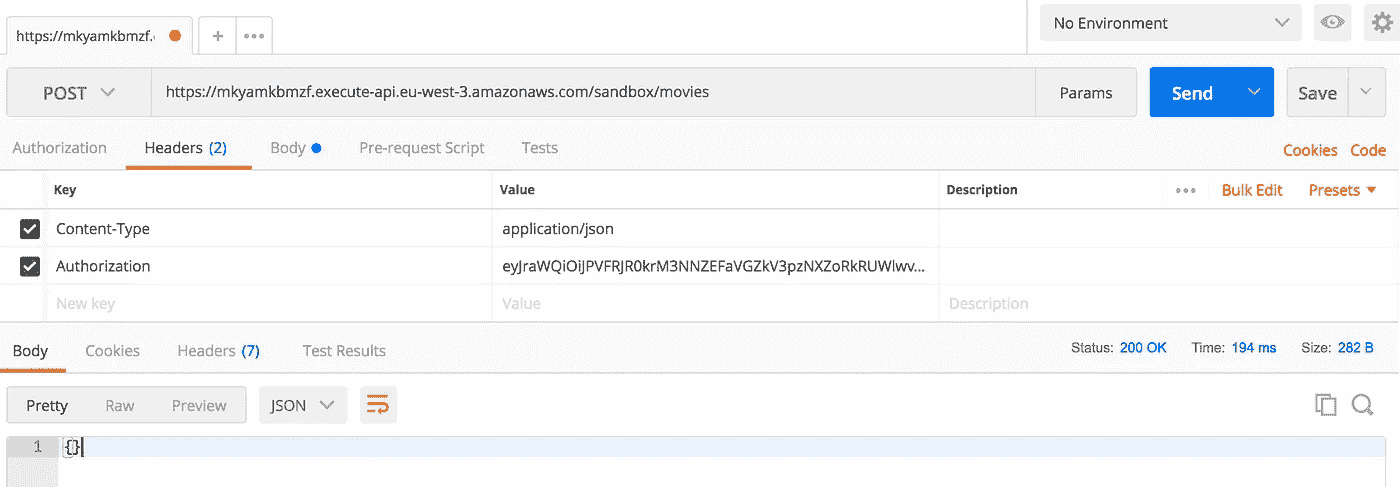 https://mkyamkbmzf. + ••• No Environment
POST https://mkyamkbmzf.execute-api.eu-west-3.amazonaws.com/sandbox/movies Params Send Save
Authorization Headers (2) Body Pre-request Script Tests Cookies Code
Key Value Description ••• Bulk Edit Presets
Content-Type application/json
Authorization
New key Value Description
Body Cookies Headers (7) Test Results Status: 200 OK Time: 194 ms Size: 282 B
Pretty Raw Preview JSON
1 {}